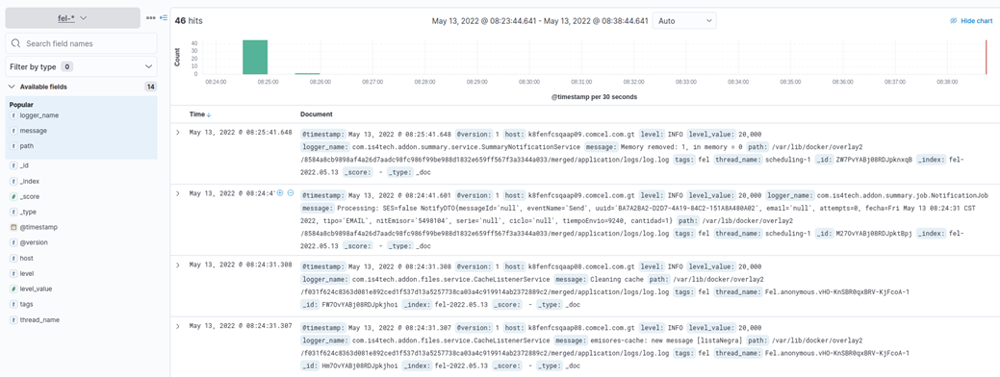 fel-*
46 hits
May 13, 2022 @ 08:23:44.641 - May 13, 2022 @ 08:38:44.641
Auto
Hide chart
Search field names
Filter by type 0
Available fields 14
Popular
logger_name
message
path
_id
_index
_score
_type
@timestamp
@version
host
level
level_value
tags
thread_name
Count
40
30
20
10
0
08:24:00 08:25:00 08:26:00 08:27:00 08:28:00 08:29:00 08:30:00 08:31:00 08:32:00 08:33:00 08:34:00 08:35:00 08:36:00 08:37:00 08:38:00
@timestamp per 30 seconds
Time Document
May 13, 2022 @ 08:25:41.648
@timestamp: May 13, 2022 @ 08:25:41.648 @version: 1 host: k8fenfcsqaap09.comcel.com.gt level: INFO level_value: 20,000
logger_name: com.is4tech.addon.summary.service.SummaryNotificationService message: Memory removed: 1, in memory = 0 path: /var/lib/docker/overlay2
/8584a8cb9898af4a26d7aadc98fc986f99be988d1832e659ff567f3a3344a033/merged/application/logs/log.log tags: fel thread_name: scheduling-1 _id: ZW7PvYABj08RDJpknxqB _index: fel-
2022.05.13 _score: - _type: _doc
May 13, 2022 @ 08:24:4
@timestamp: May 13, 2022 @ 08:24:41.601 @version: 1 host: k8fenfcsqaap09.comcel.com.gt level: INFO level_value: 20,000 logger_name: com.is4tech.addon.summary.job.NotificationJob
message: Processing: SES=false NotifyDTO{messageId='null', eventName='Send', uuid='BA7A2BA2-D2D7-4A19-84C2-151A8A480A02', email='null', attempts=0, fecha=Fri May 13 08:24:31 CST
2022, tipo='EMAIL', nitEmisor='5498104', serie='null', ciclo='null', tiempoEnvio=9240, cantidad=1} path: /var/lib/docker/overlay2
/8584a8cb9898af4a26d7aadc98fc986f99be988d1832e659ff567f3a3344a033/merged/application/logs/log.log tags: fel thread_name: scheduling-1 _id: M27OvYABj08RDJpktBpj _index: fel-
2022.05.13 _score: - _type: _doc
May 13, 2022 @ 08:24:31.308
@timestamp: May 13, 2022 @ 08:24:31.308 @version: 1 host: k8fenfcsqaap08.comcel.com.gt level: INFO level_value: 20,000
logger_name: com.is4tech.addon.files.service.CacheListenerService message: Cleaning cache path: /var/lib/docker/overlay2
/f031f624c8363d081e892ced1f537d13a5257738ca03a4c919914ab2372889c2/merged/application/logs/log.log tags: fel thread_name: Fel.anonymous.vHO-KnSBR0qxBRV-KjFcoA-1
_id: FW7OvYABj08RDJpkjhoi _index: fel-2022.05.13 _score: - _type: _doc
May 13, 2022 @ 08:24:31.307
@timestamp: May 13, 2022 @ 08:24:31.307 @version: 1 host: k8fenfcsqaap08.comcel.com.gt level: INFO level_value: 20,000
logger_name: com.is4tech.addon.files.service.CacheListenerService message: emisores-cache: new message [listaNegra] path: /var/lib/docker/overlay2
/f031f624c8363d081e892ced1f537d13a5257738ca03a4c919914ab2372889c2/merged/application/logs/log.log tags: fel thread_name: Fel.anonymous.vHO-KnSBR0qxBRV-KjFcoA-1
_id: Hm7OvYABj08RDJpkjhoi _index: fel-2022.05.13 _score: - _type: _doc